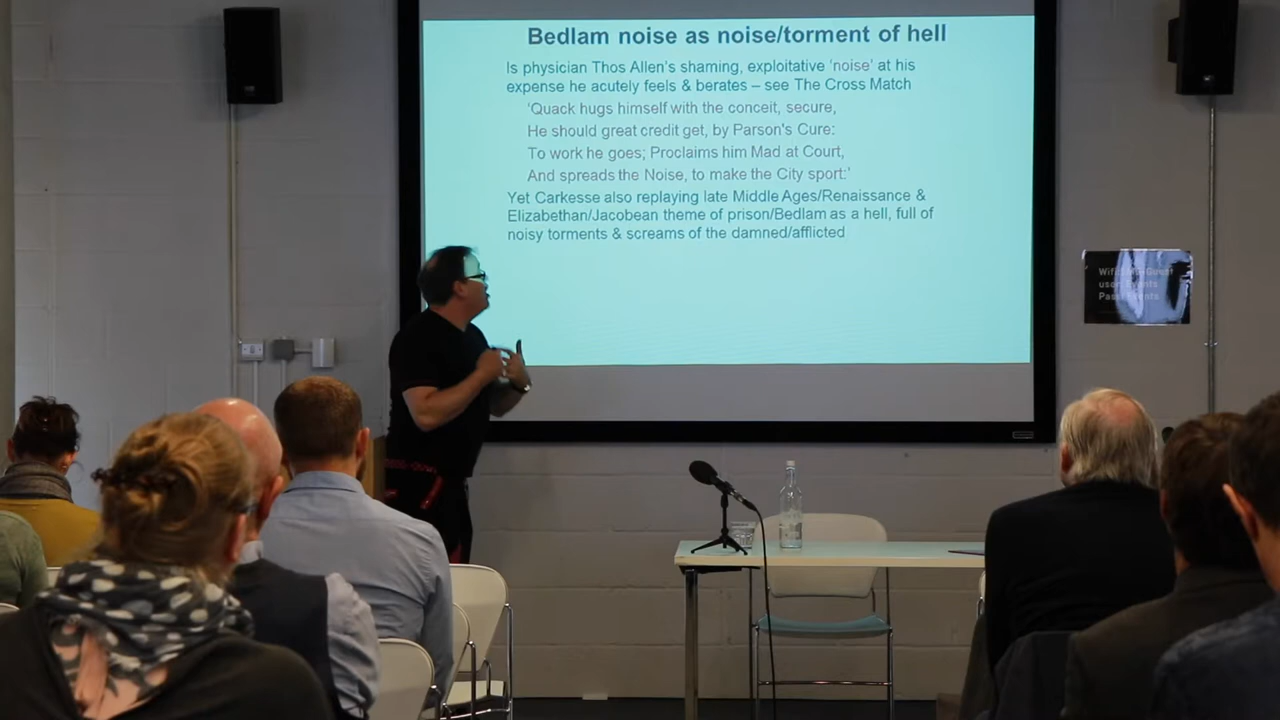 Bedlam noise as noise/torment of hell
Is physician Thos Allen's shaming, exploitative 'noise' at his
expense he acutely feels & berates – see The Cross Match
'Quack hugs himself with the conceit, secure,
He should great credit get, by Parson's Cure:
To work he goes; Proclaims him Mad at Court,
And spreads the Noise, to make the City sport:'
Yet Carkesse also replaying late Middle Ages/Renaissance &
Elizabethan/Jacobean theme of prison/Bedlam as a hell, full of
noisy torments & screams of the damned/afflicted